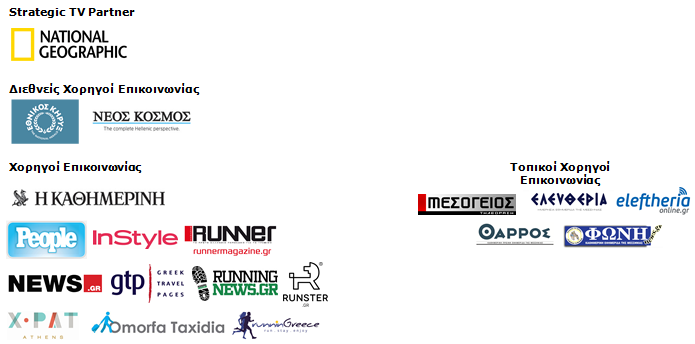 Strategic TV Partner
NATIONAL
GEOGRAPHIC
Διεθνείς Χορηγοί Επικοινωνίας
ΕΘΝΙΚΟΣ ΚΗΡΥΞ
ΝΕΟΣ ΚΟΣΜΟΣ
The complete Hellenic perspective.
Χορηγοί Επικοινωνίας
Η ΚΑΘΗΜΕΡΙΝΗ
People
InStyle
RUNNER
runnermagazine.gr
NEWS.GR
gtp
GREEK
TRAVEL
PAGES
RUNNING
NEWS.GR
RUNSTER
GR
X·PAT
ATHENS
Omorfa Taxidia
runninGreece
run . stay . enjoy
Τοπικοί Χορηγοί
Επικοινωνίας
ΜΕΣΟΓΕΙΟΣ
ΤΗΛΕΟΡΑΣΗ
ΕΛΕΥΘΕΡΙΑ
eleftheria
online.gr
ΘΑΡΡΟΣ
ΦΩΝΗ